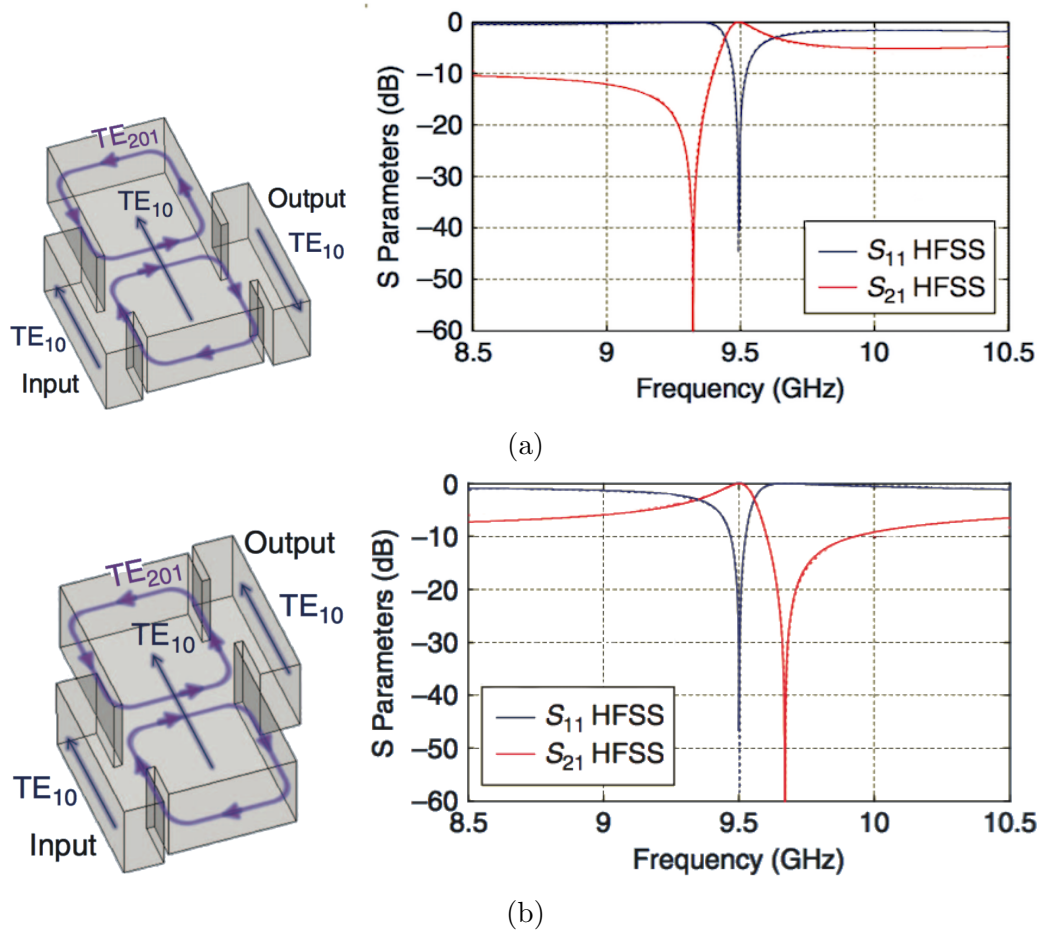 TE201
TE10
Output
TE10
TE10
Input
0
–10
–20
–30
–40
–50
–60
S Parameters (dB)
S11 HFSS
S21 HFSS
8.5 9 9.5 10 10.5
Frequency (GHz)
(a)
Output
TE201
TE10
TE10
TE10
Input
0
–10
–20
–30
–40
–50
–60
S Parameters (dB)
S11 HFSS
S21 HFSS
8.5 9 9.5 10 10.5
Frequency (GHz)
(b)